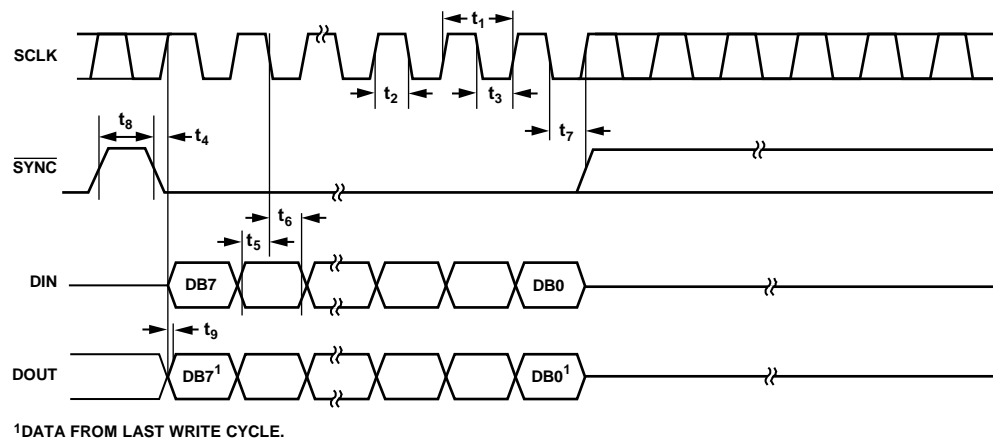 t1
SCLK
t2
t3
t8
t4
t7
SYNC
t6
t5
DIN
DB7
DB0
t9
DOUT
DB7¹
DB0¹
¹DATA FROM LAST WRITE CYCLE.